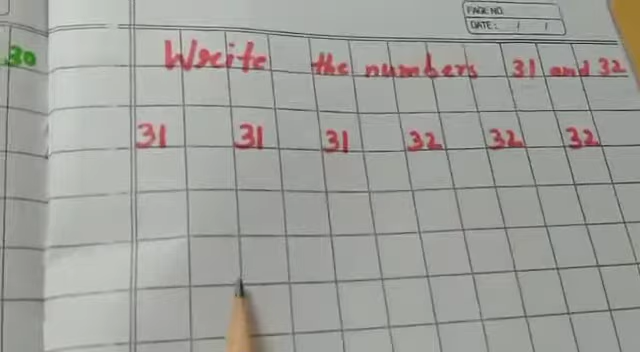 PAGE NO.
DATE: / /
30
Write the numbers 31 and 32
31 31 31 32 32 32